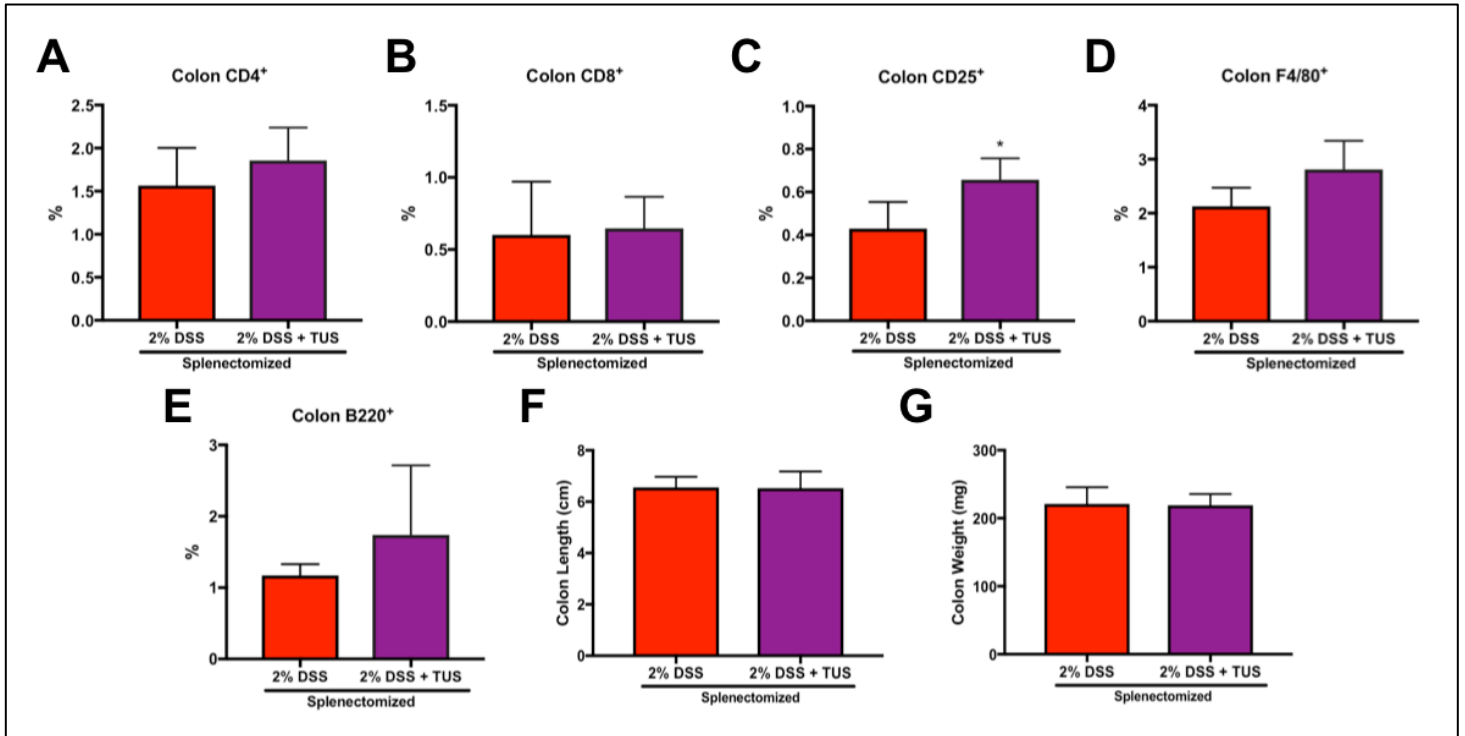 A
Colon CD4+
%
2.5
2.0
1.5
1.0
0.5
0.0
2% DSS
2% DSS + TUS
Splenectomized
B
Colon CD8+
%
1.5
1.0
0.5
0.0
2% DSS
2% DSS + TUS
Splenectomized
C
Colon CD25+
%
1.0
0.8
0.6
0.4
0.2
0.0
*
2% DSS
2% DSS + TUS
Splenectomized
D
Colon F4/80+
%
4
3
2
1
0
2% DSS
2% DSS + TUS
Splenectomized
E
Colon B220+
%
3
2
1
0
2% DSS
2% DSS + TUS
Splenectomized
F
Colon Length (cm)
8
6
4
2
0
2% DSS
2% DSS + TUS
Splenectomized
G
Colon Weight (mg)
300
200
100
0
2% DSS
2% DSS + TUS
Splenectomized